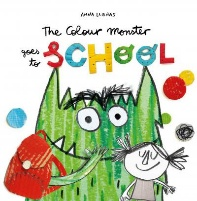 ANNA LLENAS
The Colour Monster
goes to SCHOOL